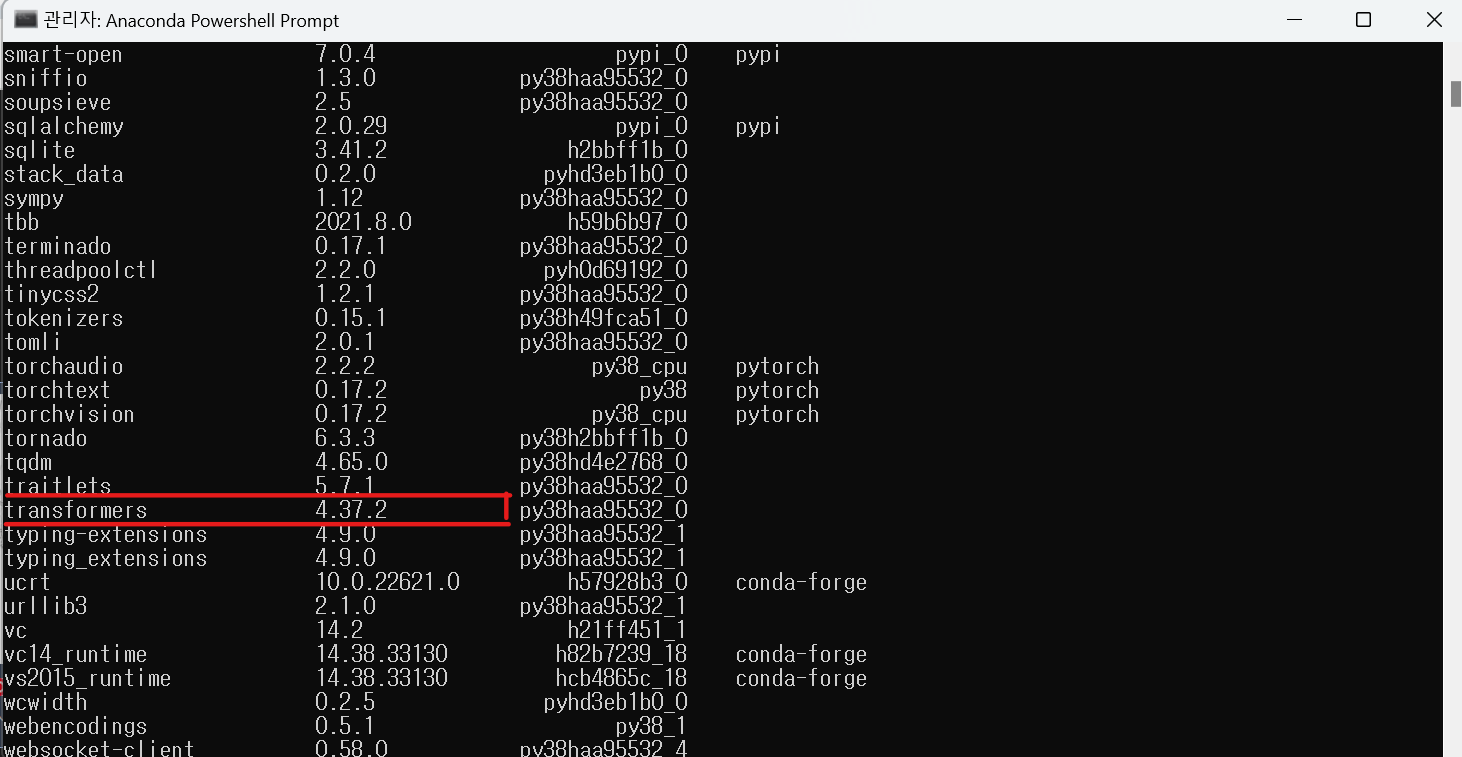 관리자: Anaconda Powershell Prompt
smart-open 7.0.4 pypi_0 pypi
sniffio 1.3.0 py38haa95532_0
soupsieve 2.5 py38haa95532_0
sqlalchemy 2.0.29 pypi_0 pypi
sqlite 3.41.2 h2bbff1b_0
stack_data 0.2.0 pyhd3eb1b0_0
sympy 1.12 py38haa95532_0
tbb 2021.8.0 h59b6b97_0
terminado 0.17.1 py38haa95532_0
threadpoolctl 2.2.0 pyh0d69192_0
tinycss2 1.2.1 py38haa95532_0
tokenizers 0.15.1 py38h49fca51_0
tomli 2.0.1 py38haa95532_0
torchaudio 2.2.2 py38_cpu pytorch
torchtext 0.17.2 py38 pytorch
torchvision 0.17.2 py38_cpu pytorch
tornado 6.3.3 py38h2bbff1b_0
tqdm 4.65.0 py38hd4e2768_0
traitlets 5.7.1 py38haa95532_0
transformers 4.37.2 py38haa95532_0
typing-extensions 4.9.0 py38haa95532_1
typing_extensions 4.9.0 py38haa95532_1
ucrt 10.0.22621.0 h57928b3_0 conda-forge
urllib3 2.1.0 py38haa95532_1
vc 14.2 h21ff451_1
vc14_runtime 14.38.33130 h82b7239_18 conda-forge
vs2015_runtime 14.38.33130 hcb4865c_18 conda-forge
wcwidth 0.2.5 pyhd3eb1b0_0
webencodings 0.5.1 py38_1
websocket-client 0.58.0 py38haa95532_4